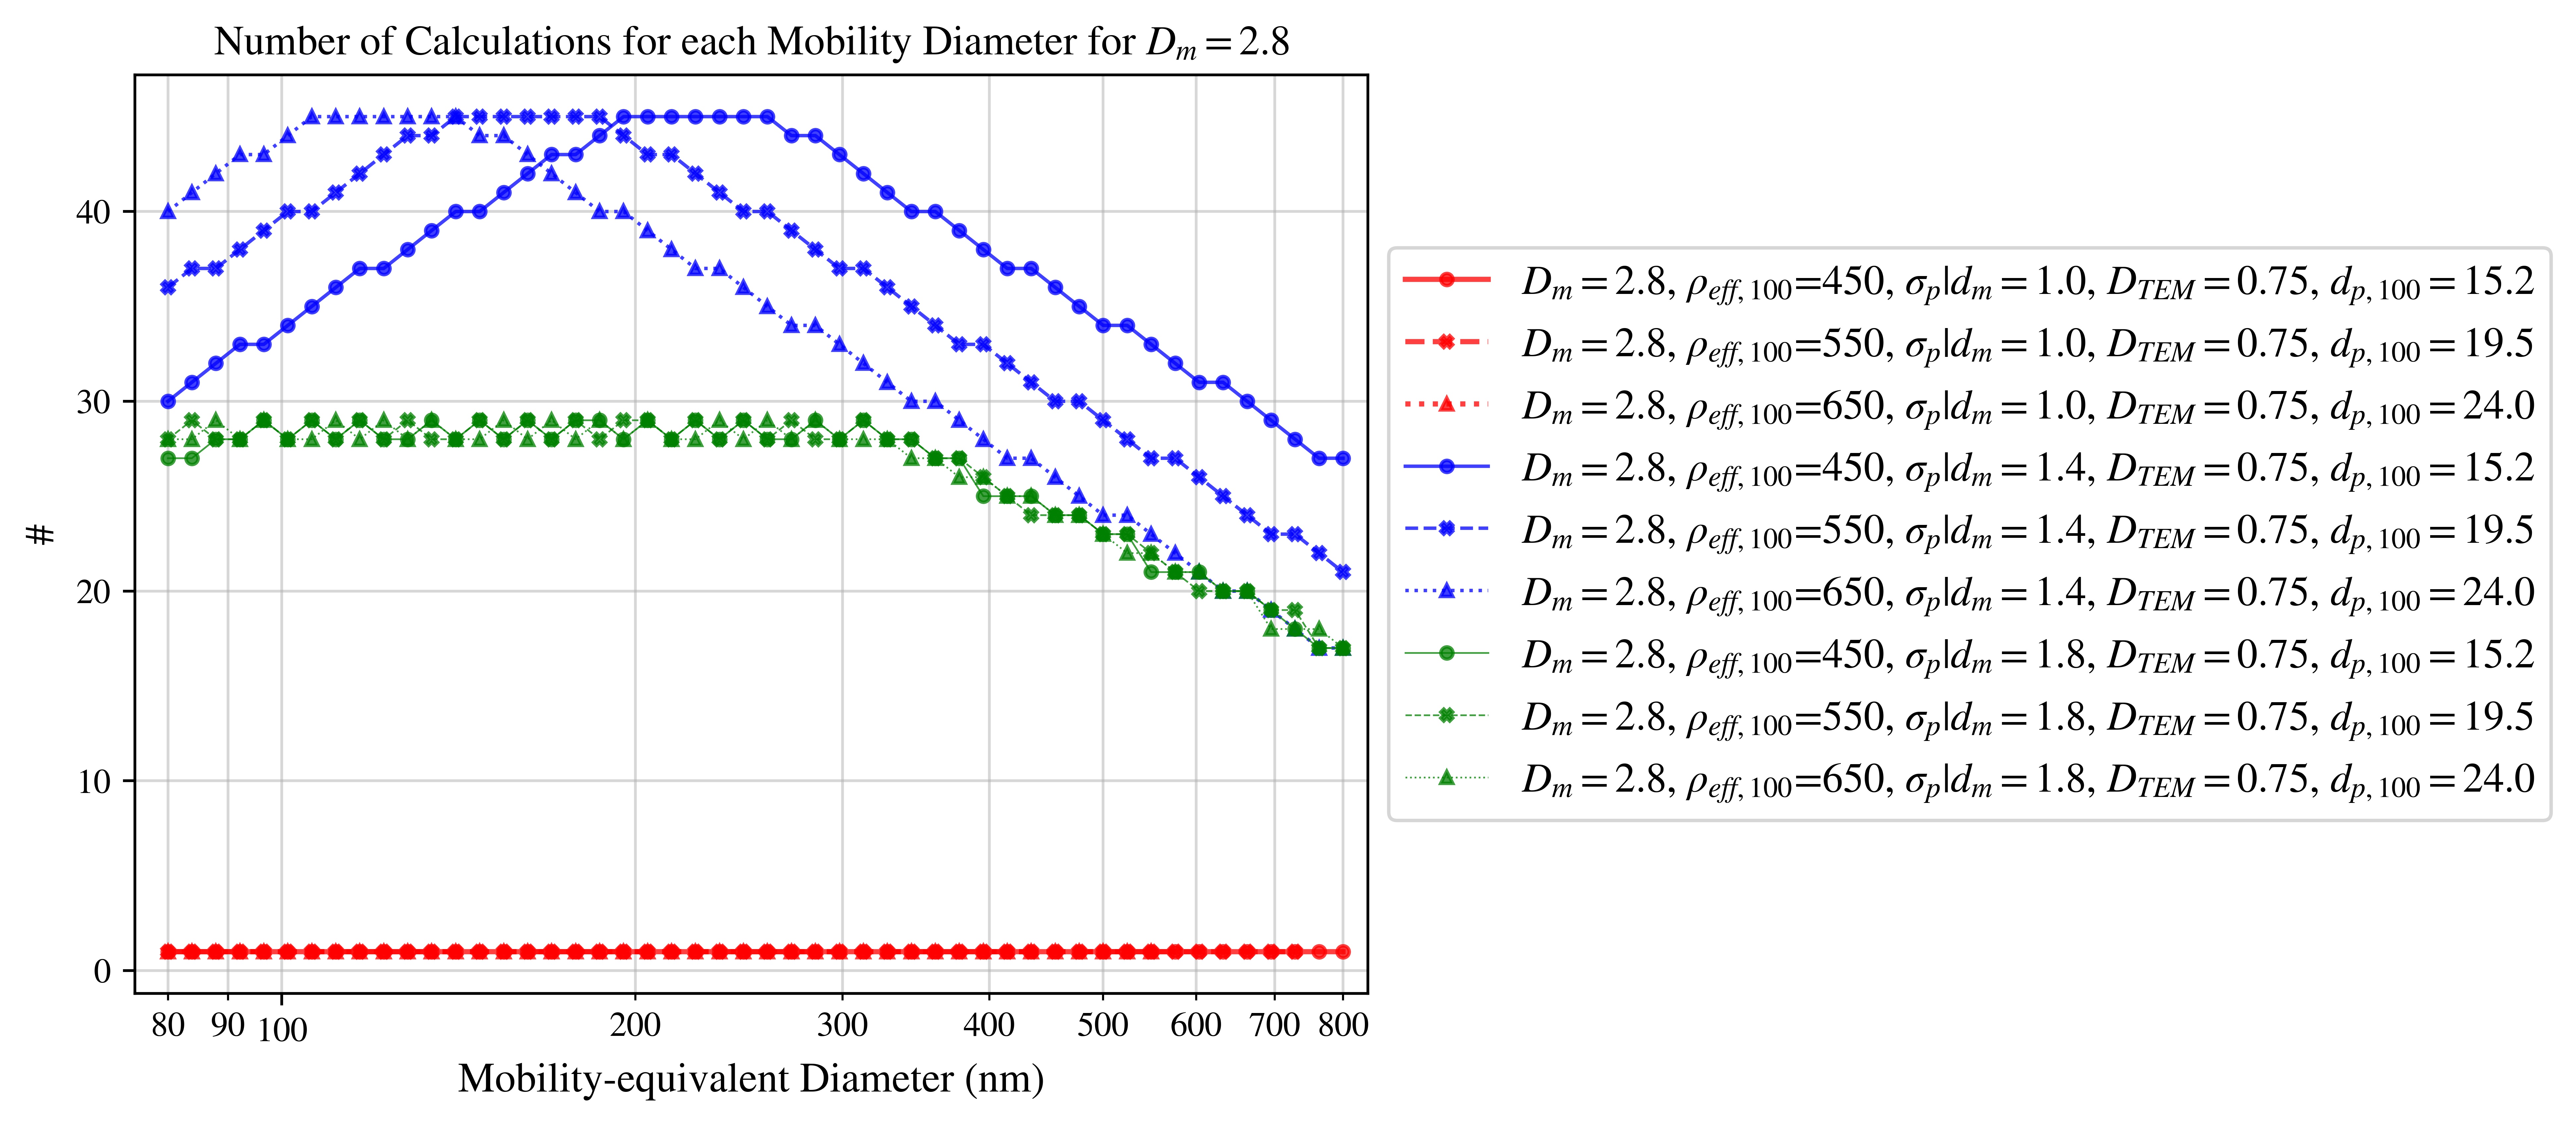 Number of Calculations for each Mobility Diameter for D_m = 2.8
40
30
20
10
0
#
80 90 100 200 300 400 500 600 700 800
Mobility-equivalent Diameter (nm)
D_m = 2.8, ρ_eff,100=450, σ_p|d_m = 1.0, D_TEM = 0.75, d_p,100 = 15.2
D_m = 2.8, ρ_eff,100=550, σ_p|d_m = 1.0, D_TEM = 0.75, d_p,100 = 19.5
D_m = 2.8, ρ_eff,100=650, σ_p|d_m = 1.0, D_TEM = 0.75, d_p,100 = 24.0
D_m = 2.8, ρ_eff,100=450, σ_p|d_m = 1.4, D_TEM = 0.75, d_p,100 = 15.2
D_m = 2.8, ρ_eff,100=550, σ_p|d_m = 1.4, D_TEM = 0.75, d_p,100 = 19.5
D_m = 2.8, ρ_eff,100=650, σ_p|d_m = 1.4, D_TEM = 0.75, d_p,100 = 24.0
D_m = 2.8, ρ_eff,100=450, σ_p|d_m = 1.8, D_TEM = 0.75, d_p,100 = 15.2
D_m = 2.8, ρ_eff,100=550, σ_p|d_m = 1.8, D_TEM = 0.75, d_p,100 = 19.5
D_m = 2.8, ρ_eff,100=650, σ_p|d_m = 1.8, D_TEM = 0.75, d_p,100 = 24.0